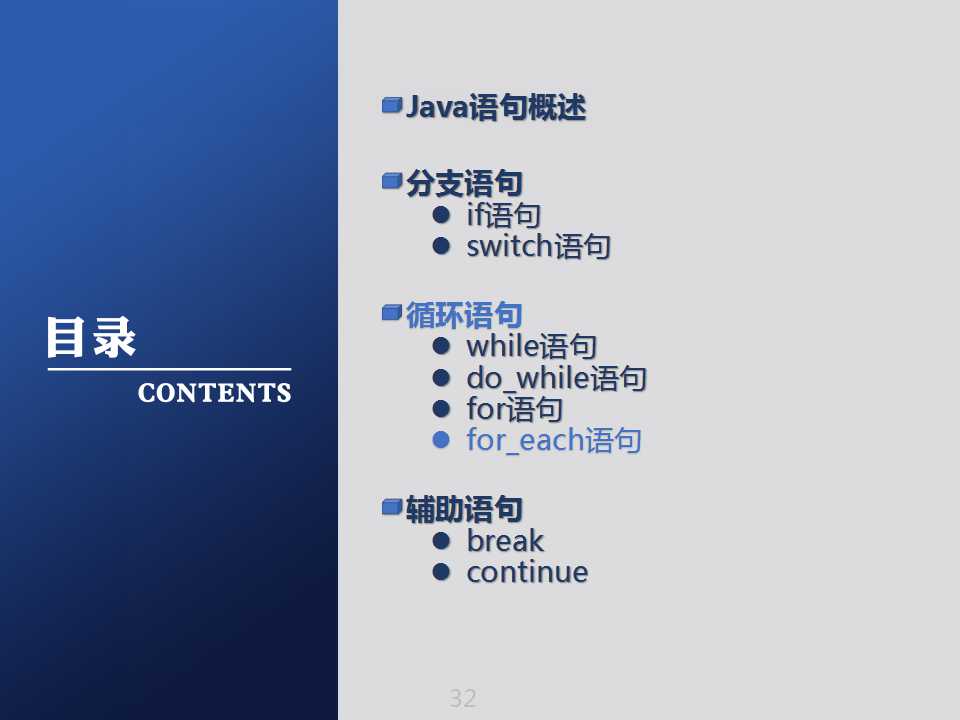 目录
CONTENTS
Java语句概述
分支语句
if语句
switch语句
循环语句
while语句
do_while语句
for语句
for_each语句
辅助语句
break
continue
32